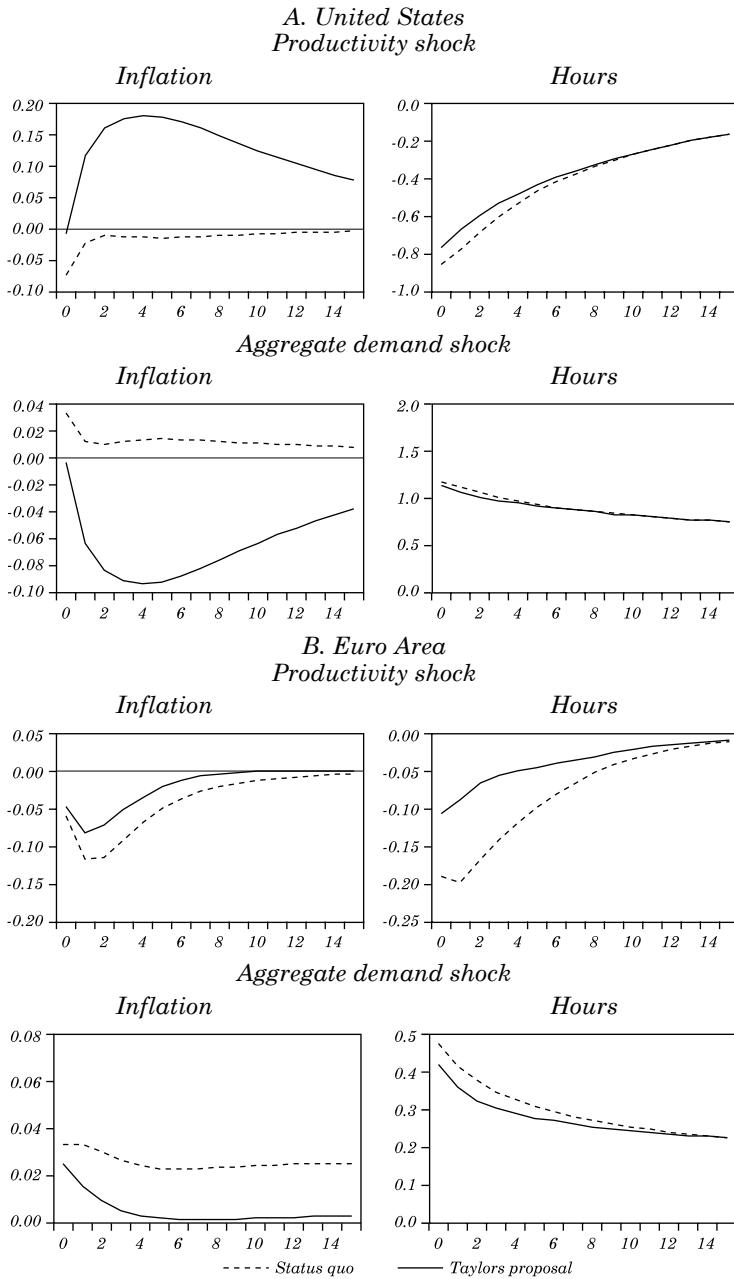 A. United States
Productivity shock
Inflation Hours
0.20 0.0
0.15 -0.2
0.10 -0.4
0.05
0.00 -0.6
-0.05 -0.8
-0.10 -1.0
0 2 4 6 8 10 12 14 0 2 4 6 8 10 12 14
Aggregate demand shock
Inflation Hours
0.04 2.0
0.02
0.00 1.5
-0.02
-0.04 1.0
-0.06 0.5
-0.08
-0.10 0.0
0 2 4 6 8 10 12 14 0 2 4 6 8 10 12 14
B. Euro Area
Productivity shock
Inflation Hours
0.05 0.00
0.00 -0.05
-0.05 -0.10
-0.10 -0.15
-0.15 -0.20
-0.20 -0.25
0 2 4 6 8 10 12 14 0 2 4 6 8 10 12 14
Aggregate demand shock
Inflation Hours
0.08 0.5
0.06 0.4
0.3
0.04 0.2
0.02 0.1
0.00 0.0
0 2 4 6 8 10 12 14 0 2 4 6 8 10 12 14
Status quo Taylors proposal